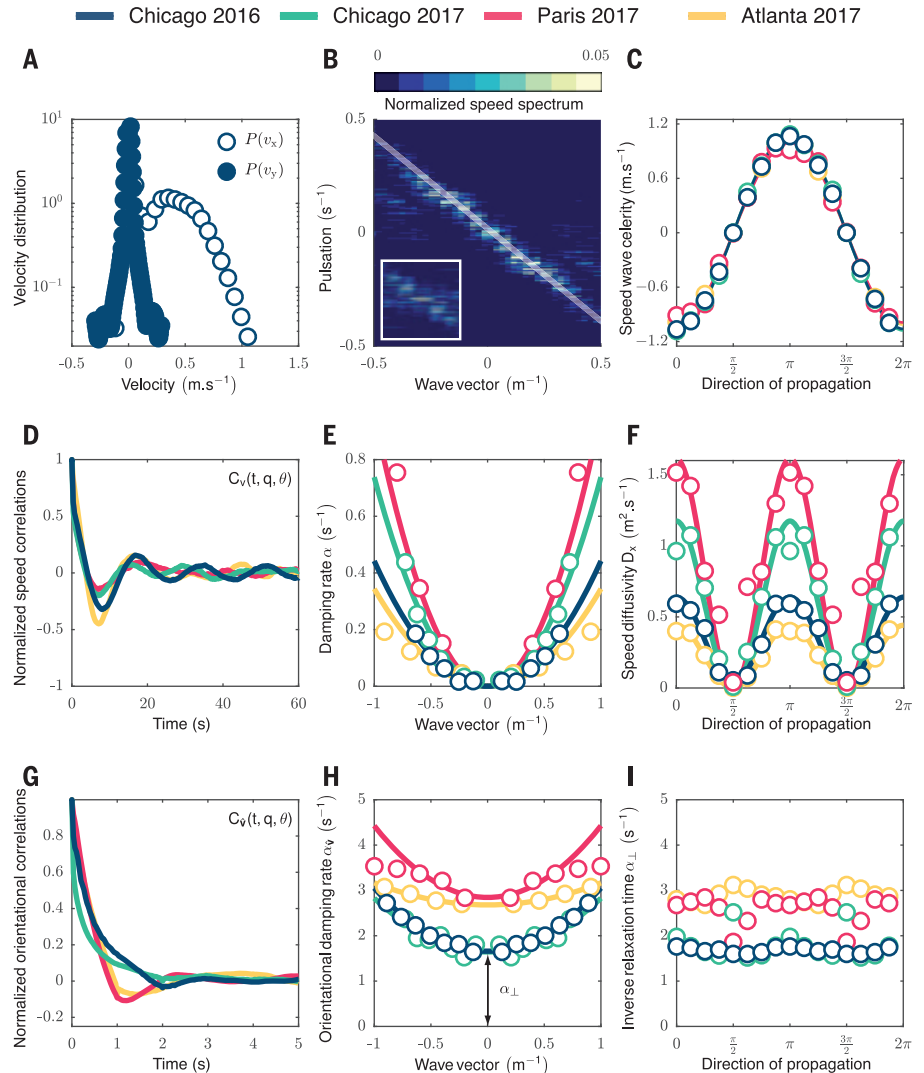 Chicago 2016 Chicago 2017 Paris 2017 Atlanta 2017
A
Velocity distribution
10¹
10⁰
10⁻¹
P(vₓ)
P(vᵧ)
-0.5 0 0.5 1 1.5
Velocity (m.s⁻¹)
B
0 0.05
Normalized speed spectrum
Pulsation (s⁻¹)
0.5
0
-0.5
-0.5 0 0.5
Wave vector (m⁻¹)
C
Speed wave celerity (m.s⁻¹)
1.2
0.6
0
−0.6
−1.2
0 π/2 π 3π/2 2π
Direction of propagation
D
Normalized speed correlations
Cᵥ(t, q, θ)
1
0.5
0
-0.5
-1
0 20 40 60
Time (s)
E
Damping rate α (s⁻¹)
0.8
0.6
0.4
0.2
0
-1 -0.5 0 0.5 1
Wave vector (m⁻¹)
F
Speed diffusivity Dₓ (m².s⁻¹)
1.5
1
0.5
0
0 π/2 π 3π/2 2π
Direction of propagation
G
Normalized orientational correlations
C_v̂(t, q, θ)
0.8
0.6
0.4
0.2
0
-0.2
0 1 2 3 4 5
Time (s)
H
Orientational damping rate α_v̂ (s⁻¹)
5
4
3
2
1
0
α⊥
-1 -0.5 0 0.5 1
Wave vector (m⁻¹)
I
Inverse relaxation time α⊥ (s⁻¹)
5
4
3
2
1
0
0 π/2 π 3π/2 2π
Direction of propagation